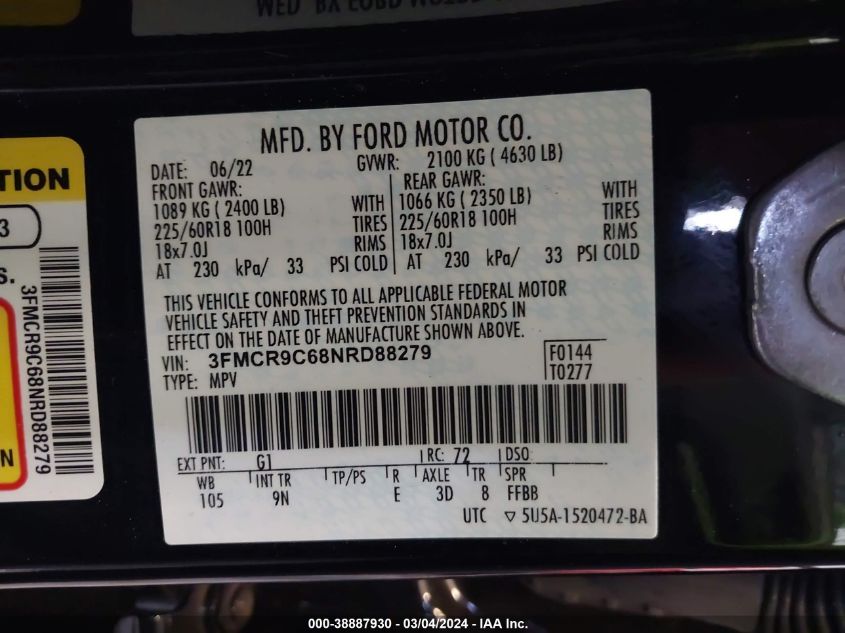 WED BX EOBD
TION
3
S.
N
3FMCR9C68NRD88279
MFD. BY FORD MOTOR CO.
DATE: 06/22 GVWR: 2100 KG ( 4630 LB)
FRONT GAWR: REAR GAWR:
1089 KG ( 2400 LB) WITH 1066 KG ( 2350 LB) WITH
225/60R18 100H TIRES 225/60R18 100H TIRES
18x7.0J RIMS 18x7.0J RIMS
AT 230 kPa/ 33 PSI COLD AT 230 kPa/ 33 PSI COLD
THIS VEHICLE CONFORMS TO ALL APPLICABLE FEDERAL MOTOR
VEHICLE SAFETY AND THEFT PREVENTION STANDARDS IN
EFFECT ON THE DATE OF MANUFACTURE SHOWN ABOVE.
VIN: 3FMCR9C68NRD88279 F0144
TYPE: MPV T0277
EXT PNT: G1 RC: 72 DSO:
WB INT TR TP/PS R AXLE TR SPR
105 9N E 3D 8 FFBB
UTC ▽ 5U5A-1520472-BA
000-38887930 - 03/04/2024 - IAA Inc.